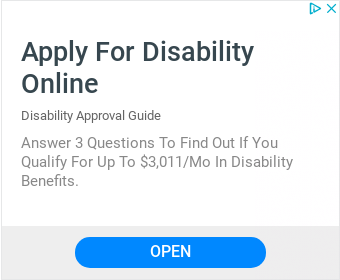 Apply For Disability
Online
Disability Approval Guide
Answer 3 Questions To Find Out If You
Qualify For Up To $3,011/Mo In Disability
Benefits.
OPEN